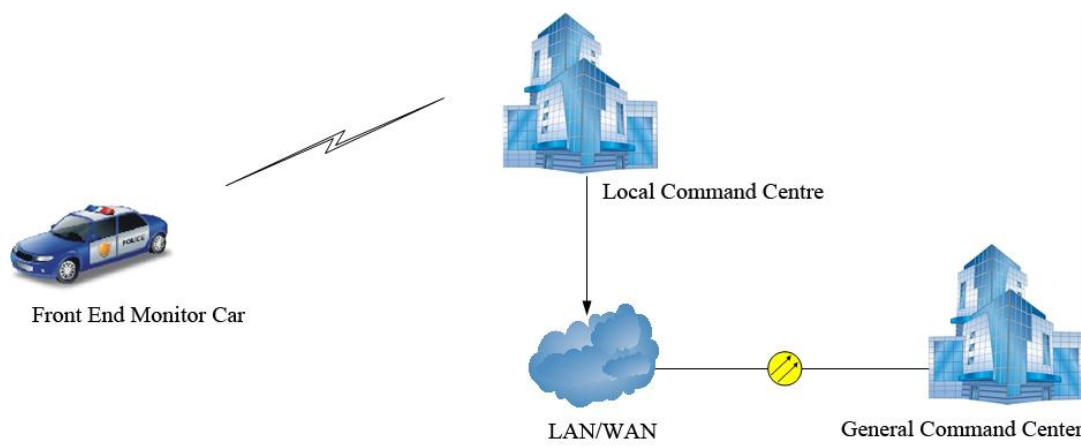 Local Command Centre
POLICE
Front End Monitor Car
LAN/WAN
General Command Center